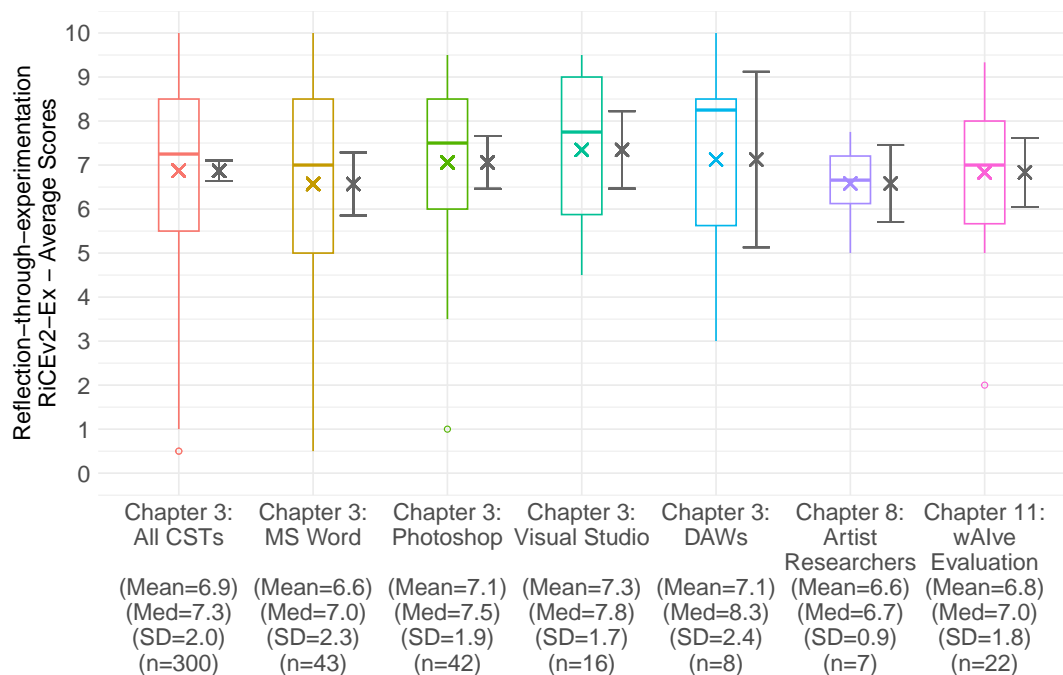 Reflection−through−experimentation
RiCEv2−Ex − Average Scores
10
9
8
7
6
5
4
3
2
1
0
Chapter 3:
All CSTs
(Mean=6.9)
(Med=7.3)
(SD=2.0)
(n=300)
Chapter 3:
MS Word
(Mean=6.6)
(Med=7.0)
(SD=2.3)
(n=43)
Chapter 3:
Photoshop
(Mean=7.1)
(Med=7.5)
(SD=1.9)
(n=42)
Chapter 3:
Visual Studio
(Mean=7.3)
(Med=7.8)
(SD=1.7)
(n=16)
Chapter 3:
DAWs
(Mean=7.1)
(Med=8.3)
(SD=2.4)
(n=8)
Chapter 8:
Artist
Researchers
(Mean=6.6)
(Med=6.7)
(SD=0.9)
(n=7)
Chapter 11:
wAIve
Evaluation
(Mean=6.8)
(Med=7.0)
(SD=1.8)
(n=22)